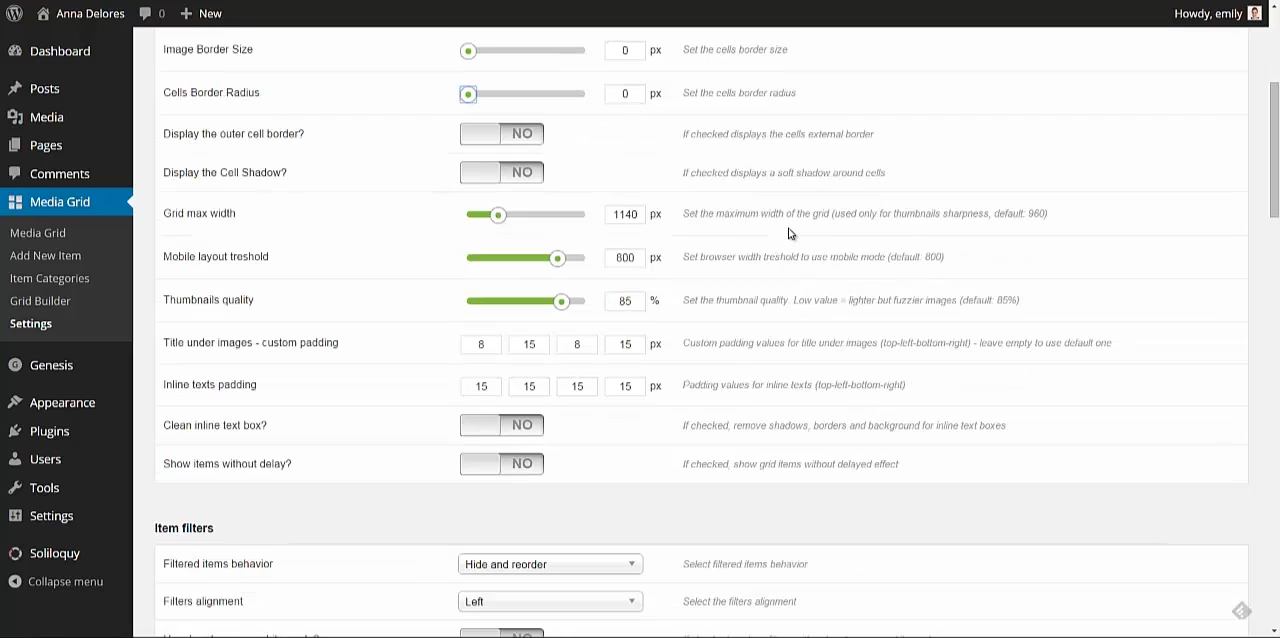 Anna Delores 0 New Howdy, emily
Dashboard
Posts
Media
Pages
Comments
Media Grid
Media Grid
Add New Item
Item Categories
Grid Builder
Settings
Genesis
Appearance
Plugins
Users
Tools
Settings
Soliloquy
Collapse menu
Image Border Size 0 px Set the cells border size
Cells Border Radius 0 px Set the cells border radius
Display the outer cell border? NO If checked displays the cells external border
Display the Cell Shadow? NO If checked displays a soft shadow around cells
Grid max width 1140 px Set the maximum width of the grid (used only for thumbnails sharpness, default: 960)
Mobile layout treshold 800 px Set browser width treshold to use mobile mode (default: 800)
Thumbnails quality 85 % Set the thumbnail quality. Low value = lighter but fuzzier images (default: 85%)
Title under images - custom padding 8 15 8 15 px Custom padding values for title under images (top-left-bottom-right) - leave empty to use default one
Inline texts padding 15 15 15 15 px Padding values for inline texts (top-left-bottom-right)
Clean inline text box? NO If checked, remove shadows, borders and background for inline text boxes
Show items without delay? NO If checked, show grid items without delayed effect
Item filters
Filtered items behavior Hide and reorder Select filtered items behavior
Filters alignment Left Select the filters alignment
NO